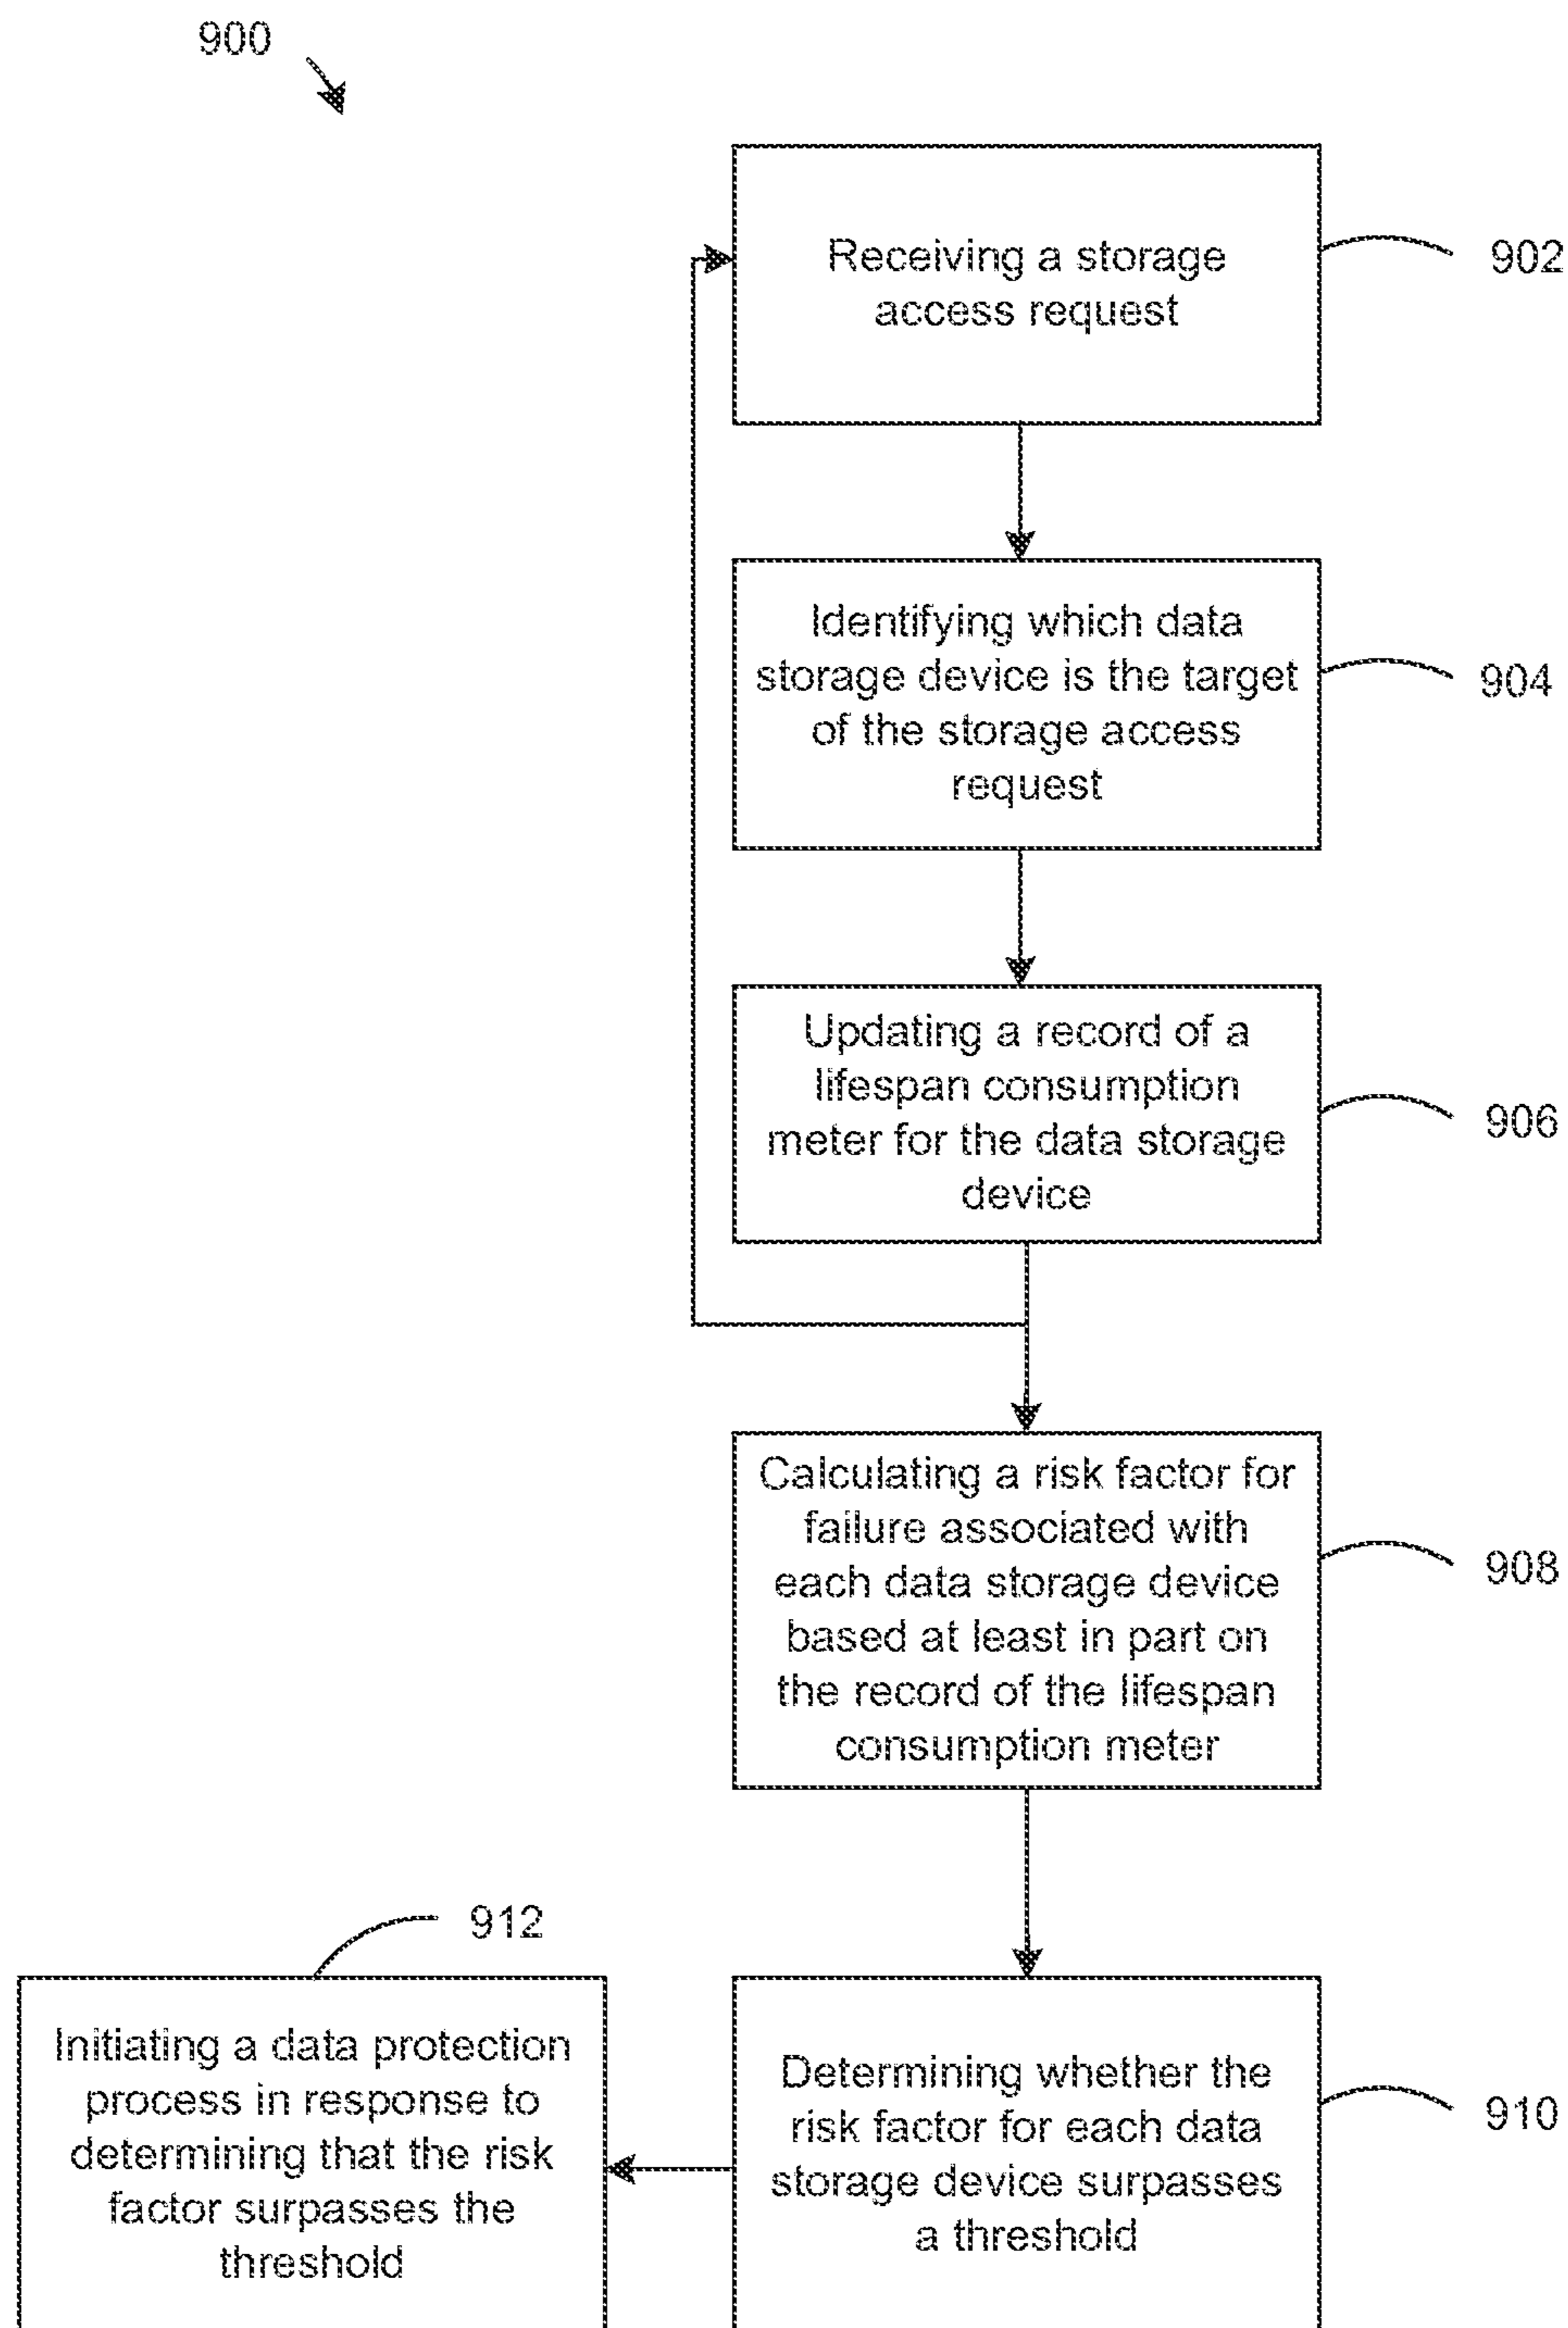 900
Receiving a storage
access request
902
Identifying which data
storage device is the target
of the storage access
request
904
Updating a record of a
lifespan consumption
meter for the data storage
device
906
Calculating a risk factor for
failure associated with
each data storage device
based at least in part on
the record of the lifespan
consumption meter
908
912
Initiating a data protection
process in response to
determining that the risk
factor surpasses the
threshold
Determining whether the
risk factor for each data
storage device surpasses
a threshold
910